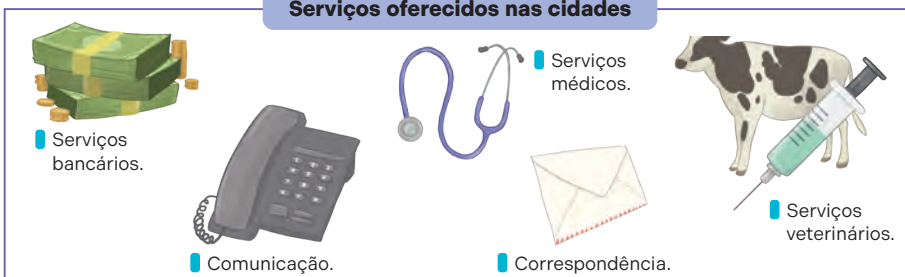 Serviços oferecidos nas cidades
Serviços
bancários.
Comunicação.
Serviços
médicos.
Correspondência.
Serviços
veterinários.